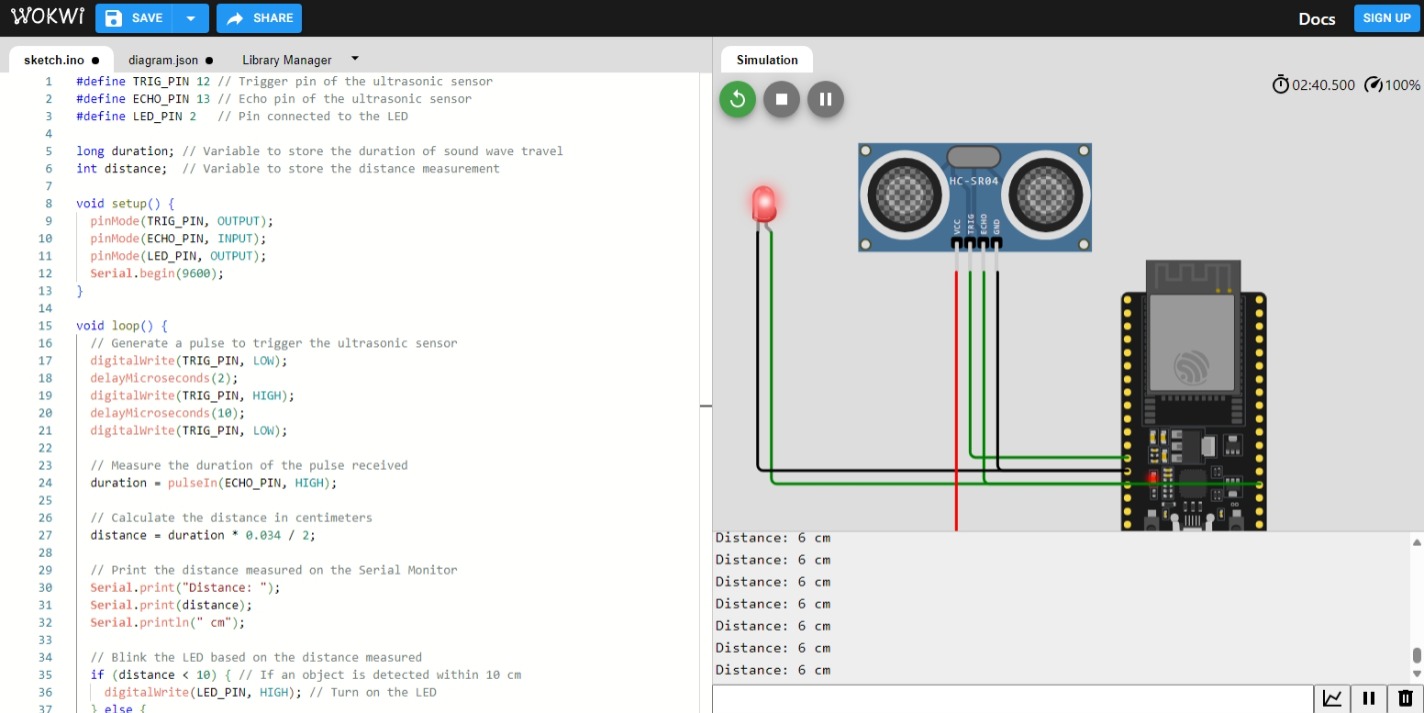 WOKWI SAVE SHARE Docs SIGN UP
sketch.ino diagram.json Library Manager
1 #define TRIG_PIN 12 // Trigger pin of the ultrasonic sensor
2 #define ECHO_PIN 13 // Echo pin of the ultrasonic sensor
3 #define LED_PIN 2 // Pin connected to the LED
4
5 long duration; // Variable to store the duration of sound wave travel
6 int distance; // Variable to store the distance measurement
7
8 void setup() {
9 pinMode(TRIG_PIN, OUTPUT);
10 pinMode(ECHO_PIN, INPUT);
11 pinMode(LED_PIN, OUTPUT);
12 Serial.begin(9600);
13 }
14
15 void loop() {
16 // Generate a pulse to trigger the ultrasonic sensor
17 digitalWrite(TRIG_PIN, LOW);
18 delayMicroseconds(2);
19 digitalWrite(TRIG_PIN, HIGH);
20 delayMicroseconds(10);
21 digitalWrite(TRIG_PIN, LOW);
22
23 // Measure the duration of the pulse received
24 duration = pulseIn(ECHO_PIN, HIGH);
25
26 // Calculate the distance in centimeters
27 distance = duration * 0.034 / 2;
28
29 // Print the distance measured on the Serial Monitor
30 Serial.print("Distance: ");
31 Serial.print(distance);
32 Serial.println(" cm");
33
34 // Blink the LED based on the distance measured
35 if (distance < 10) { // If an object is detected within 10 cm
36 digitalWrite(LED_PIN, HIGH); // Turn on the LED
37 } else {
Simulation
02:40.500 100%
HC-SR04
VCC
TRIG
ECHO
GND
Distance: 6 cm
Distance: 6 cm
Distance: 6 cm
Distance: 6 cm
Distance: 6 cm
Distance: 6 cm
Distance: 6 cm